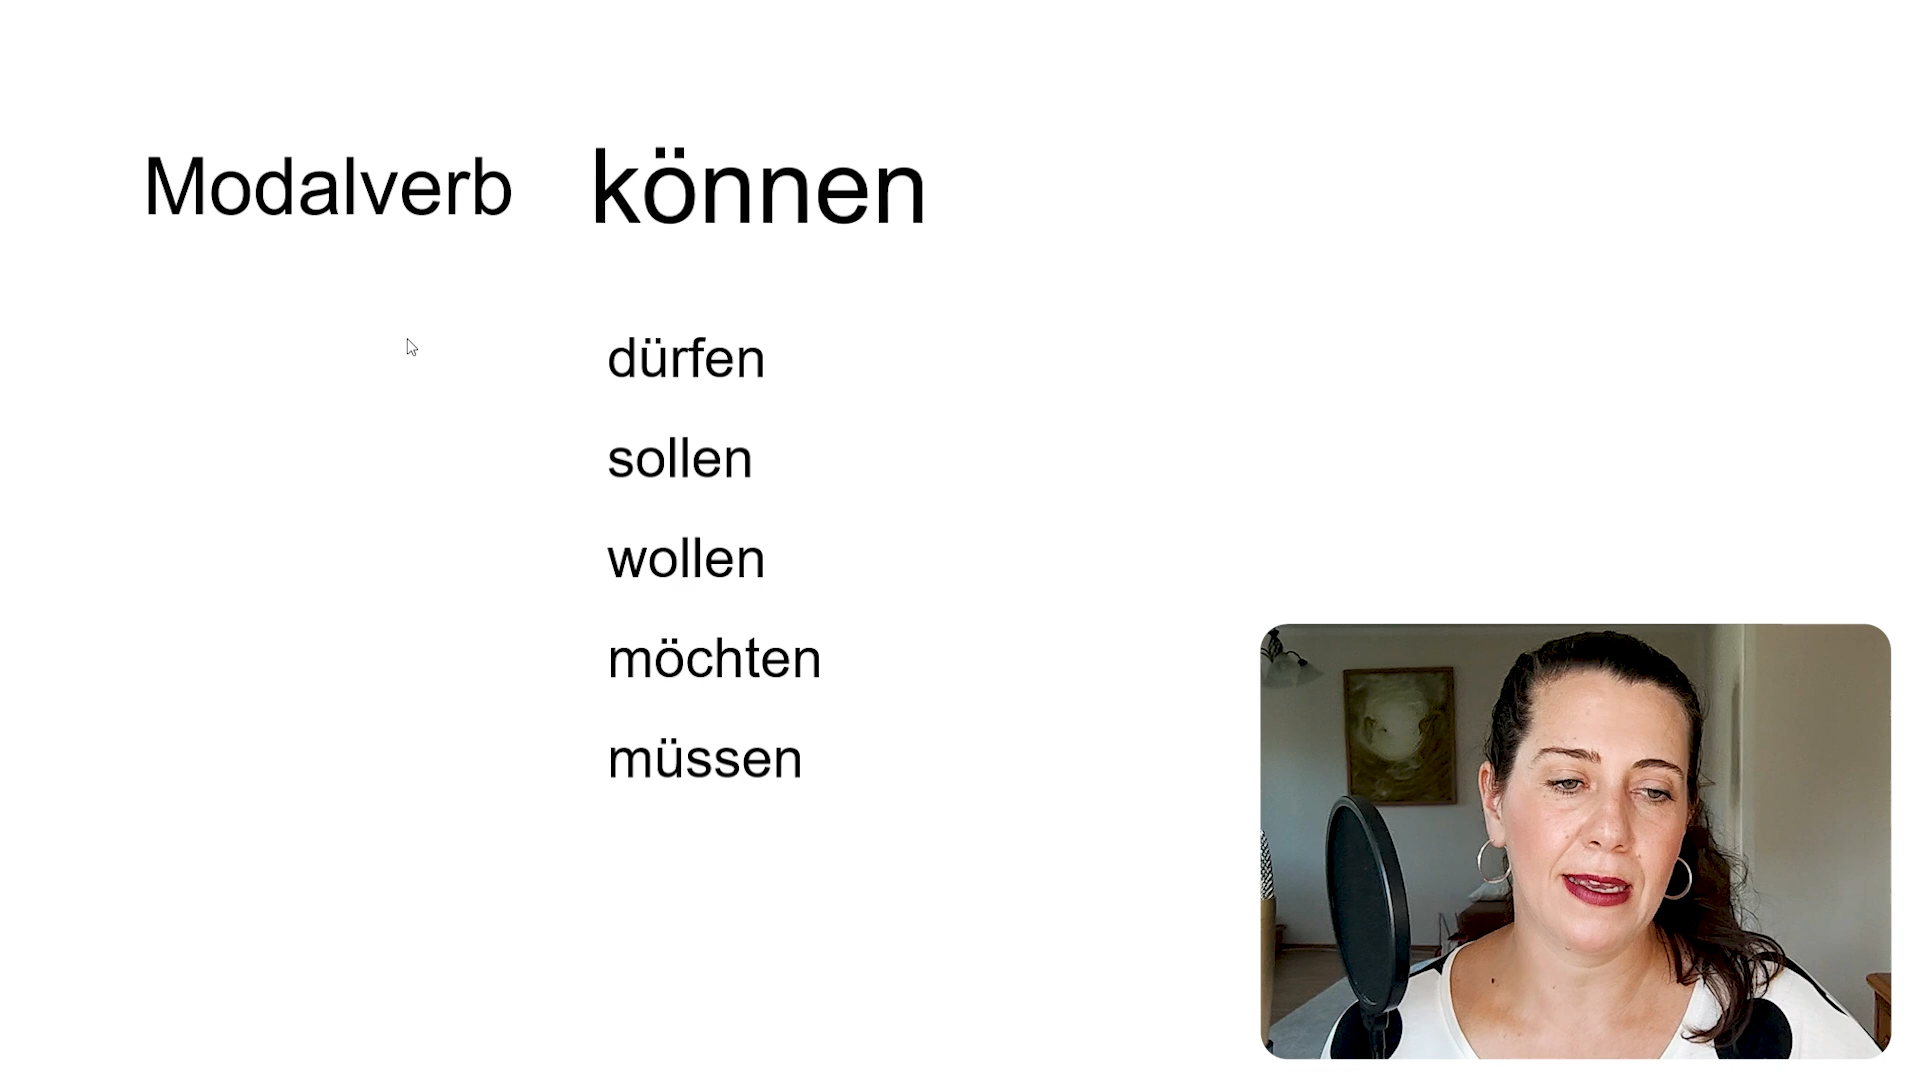 Modalverb können
dürfen
sollen
wollen
möchten
müssen